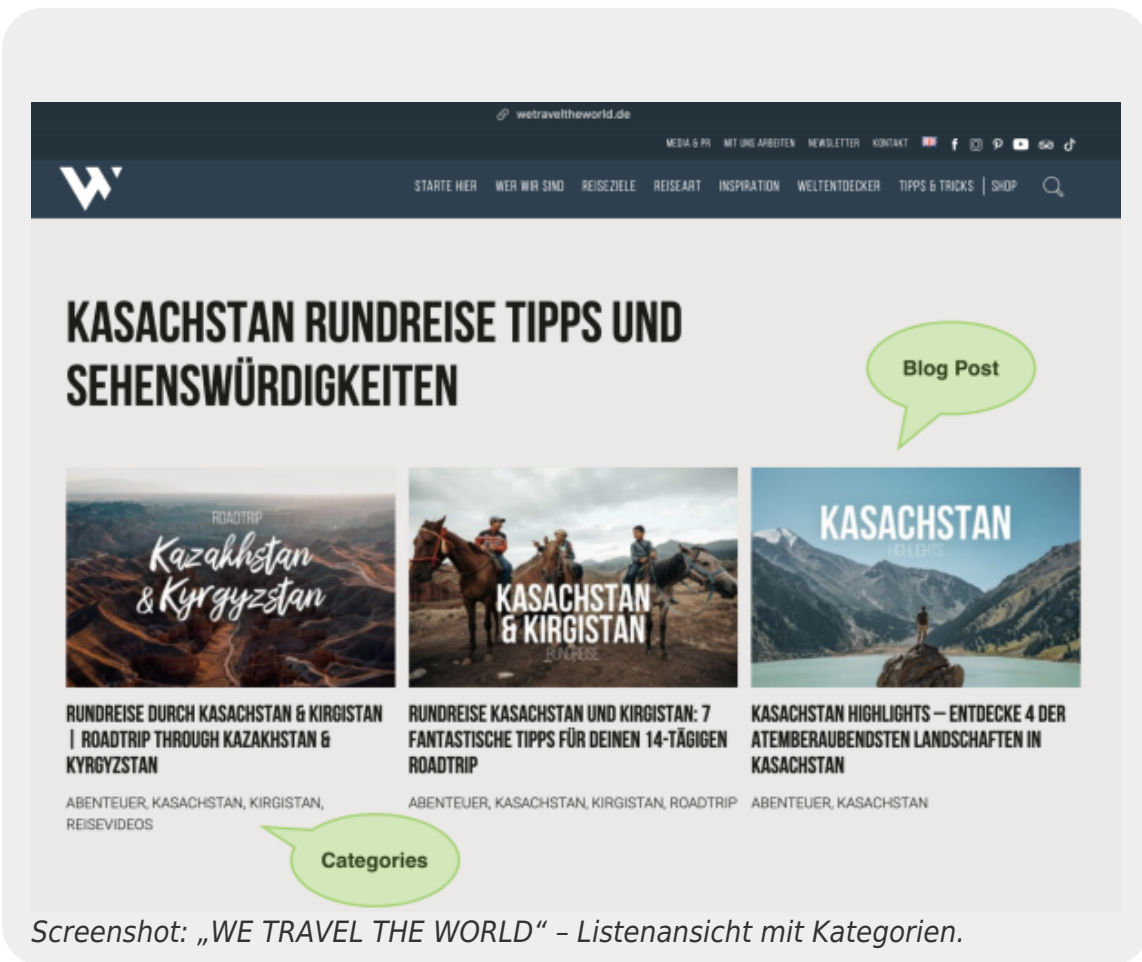 wetraveltheworld.de
MEDIA & PR MIT UNS ARBEITEN NEWSLETTER KONTAKT
STARTE HIER WER WIR SIND REISEZIELE REISEART INSPIRATION WELTENTDECKER TIPPS & TRICKS | SHOP
KASACHSTAN RUNDREISE TIPPS UND
SEHENSWÜRDIGKEITEN
Blog Post
ROADTRIP
Kazakhstan
& Kyrgyzstan
KASACHSTAN
& KIRGISTAN
RUNDREISE
KASACHSTAN
HIGHLIGHTS
RUNDREISE DURCH KASACHSTAN & KIRGISTAN
| ROADTRIP THROUGH KAZAKHSTAN &
KYRGYZSTAN
ABENTEUER, KASACHSTAN, KIRGISTAN,
REISEVIDEOS
RUNDREISE KASACHSTAN UND KIRGISTAN: 7
FANTASTISCHE TIPPS FÜR DEINEN 14-TÄGIGEN
ROADTRIP
ABENTEUER, KASACHSTAN, KIRGISTAN, ROADTRIP
KASACHSTAN HIGHLIGHTS – ENTDECKE 4 DER
ATEMBERAUBENDSTEN LANDSCHAFTEN IN
KASACHSTAN
ABENTEUER, KASACHSTAN
Categories
Screenshot: „WE TRAVEL THE WORLD“ – Listenansicht mit Kategorien.